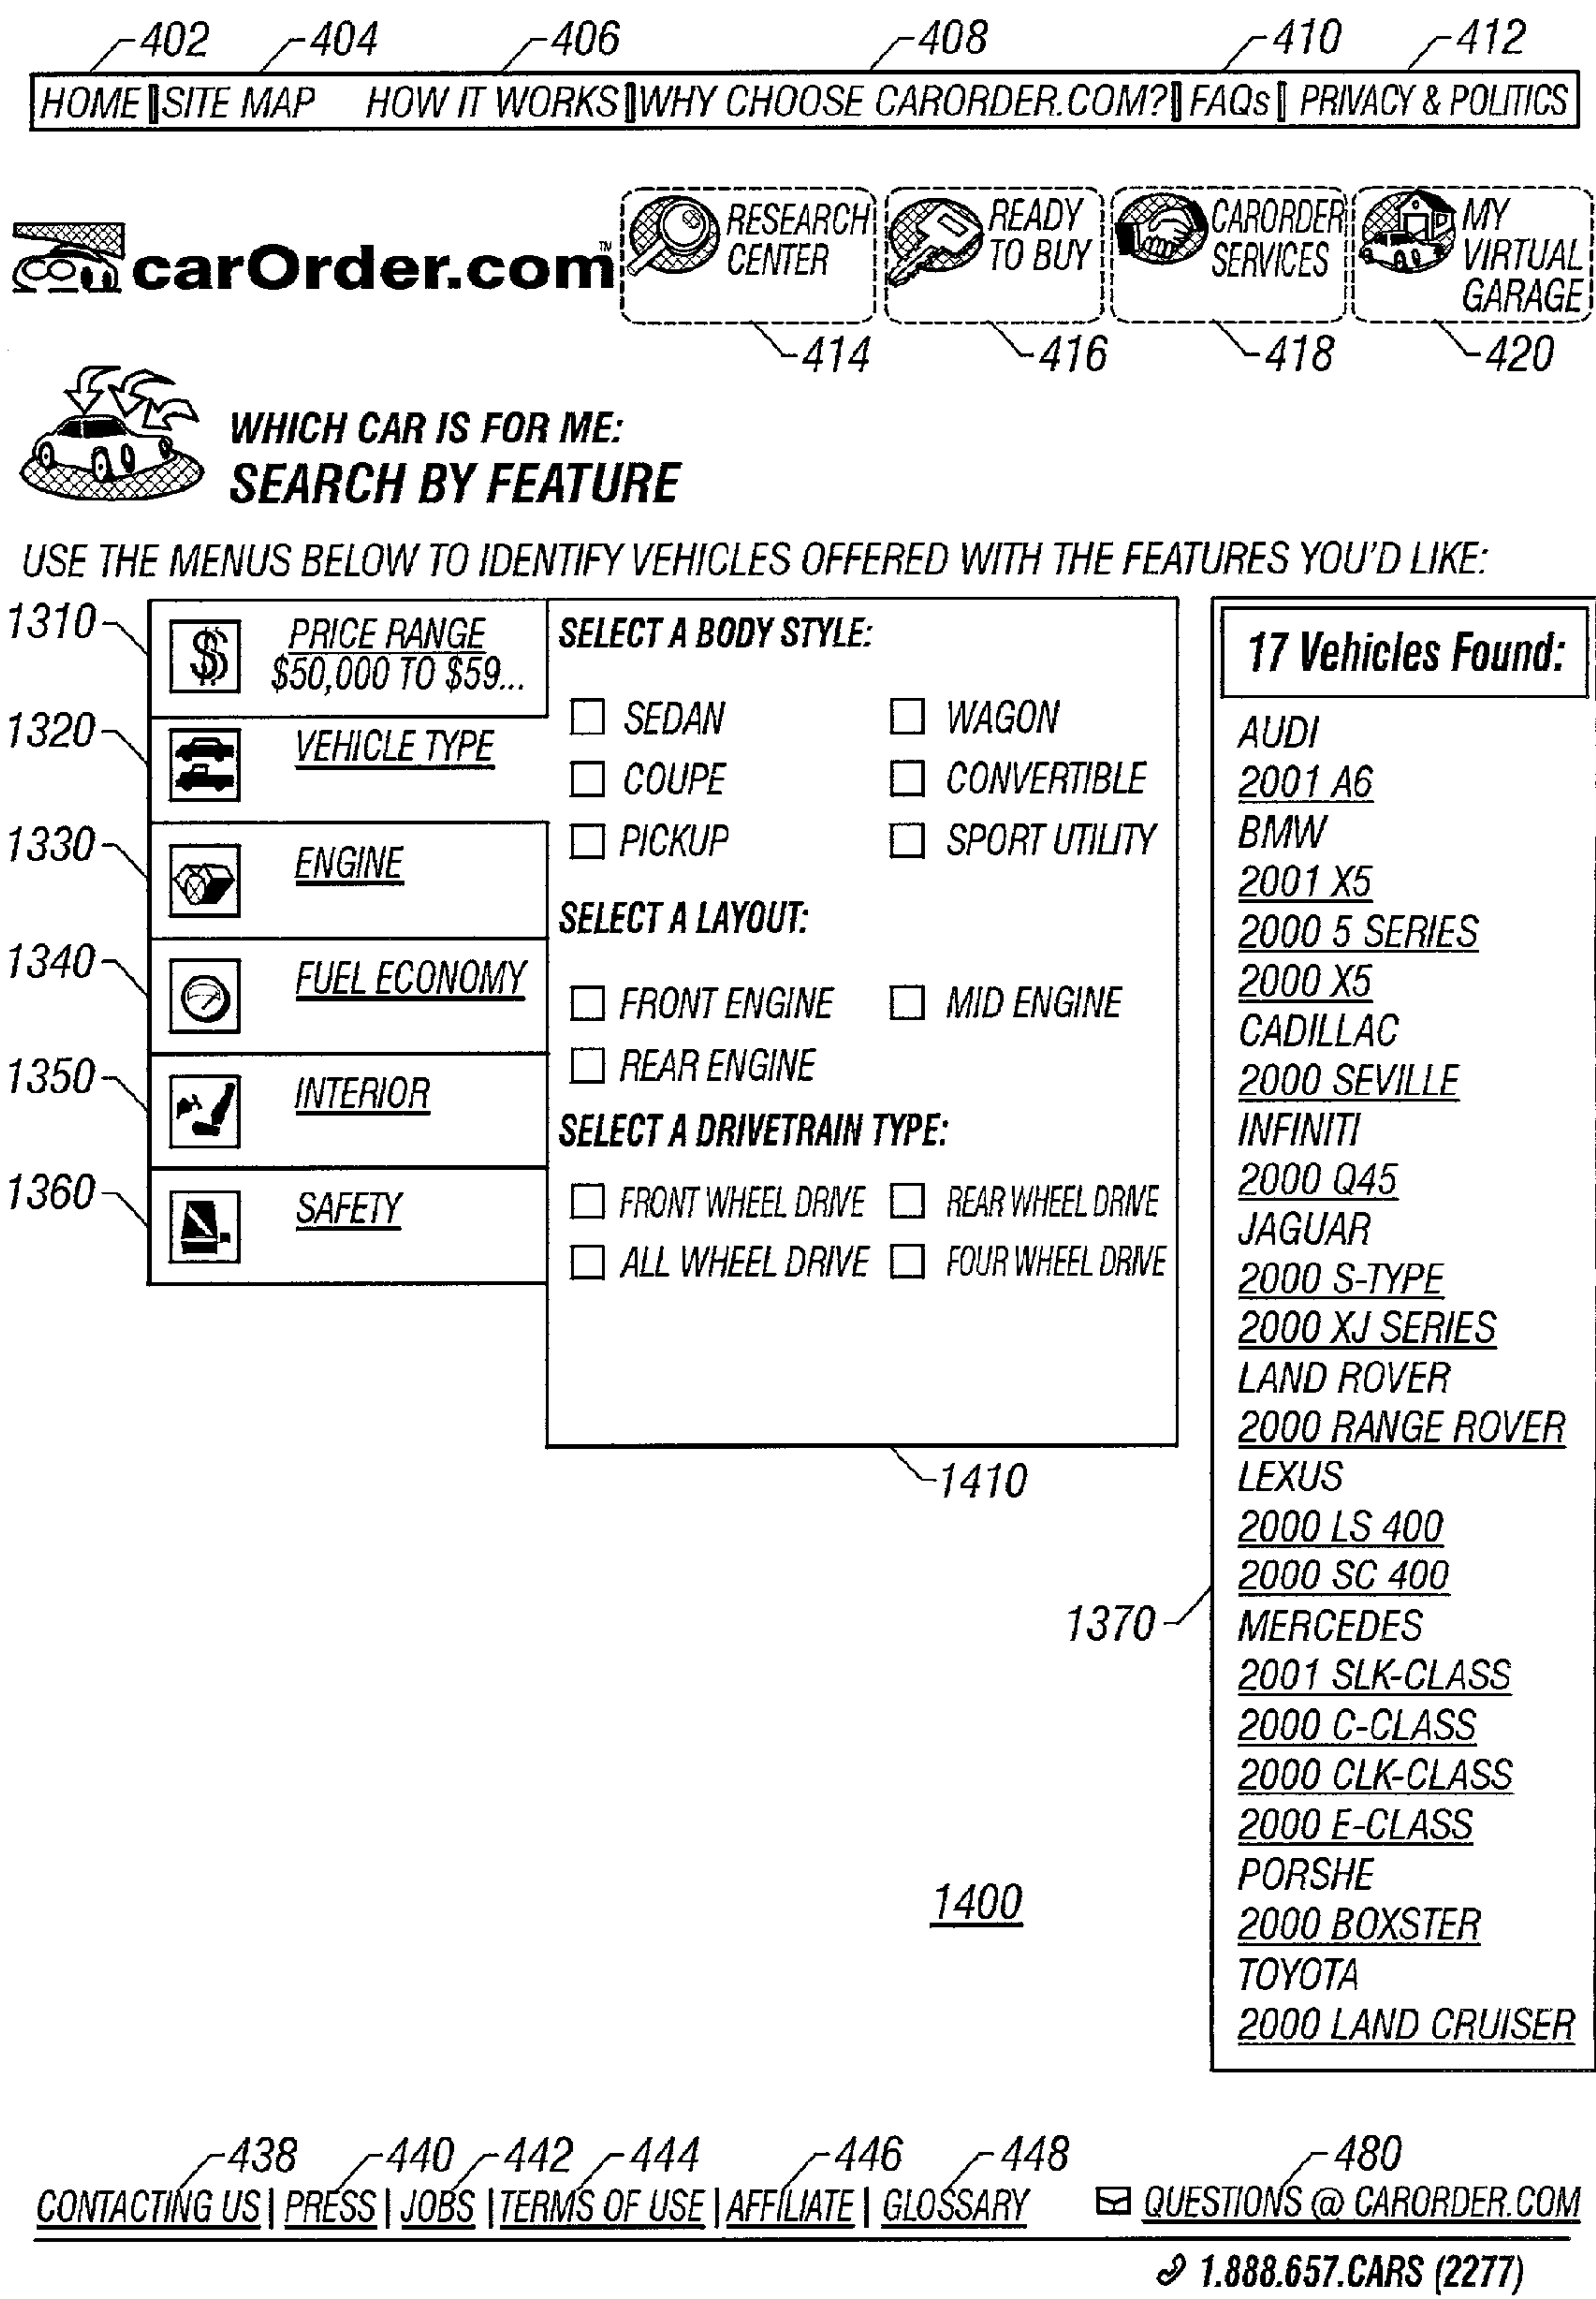 402 404 406 408 410 412
HOME SITE MAP HOW IT WORKS WHY CHOOSE CARORDER.COM? FAQs PRIVACY & POLITICS
carOrder.com™
RESEARCH CENTER
READY TO BUY
CARORDER SERVICES
MY VIRTUAL GARAGE
414 416 418 420
WHICH CAR IS FOR ME:
SEARCH BY FEATURE
USE THE MENUS BELOW TO IDENTIFY VEHICLES OFFERED WITH THE FEATURES YOU'D LIKE:
1310 $ PRICE RANGE
$50,000 TO $59...
1320 VEHICLE TYPE
1330 ENGINE
1340 FUEL ECONOMY
1350 INTERIOR
1360 SAFETY
SELECT A BODY STYLE:
SEDAN WAGON
COUPE CONVERTIBLE
PICKUP SPORT UTILITY
SELECT A LAYOUT:
FRONT ENGINE MID ENGINE
REAR ENGINE
SELECT A DRIVETRAIN TYPE:
FRONT WHEEL DRIVE REAR WHEEL DRIVE
ALL WHEEL DRIVE FOUR WHEEL DRIVE
1410
17 Vehicles Found:
AUDI
2001 A6
BMW
2001 X5
2000 5 SERIES
2000 X5
CADILLAC
2000 SEVILLE
INFINITI
2000 Q45
JAGUAR
2000 S-TYPE
2000 XJ SERIES
LAND ROVER
2000 RANGE ROVER
LEXUS
2000 LS 400
2000 SC 400
1370
MERCEDES
2001 SLK-CLASS
2000 C-CLASS
2000 CLK-CLASS
2000 E-CLASS
PORSHE
2000 BOXSTER
TOYOTA
2000 LAND CRUISER
1400
438 440 442 444 446 448 480
CONTACTING US | PRESS | JOBS | TERMS OF USE | AFFILIATE | GLOSSARY QUESTIONS @ CARORDER.COM
1.888.657.CARS (2277)